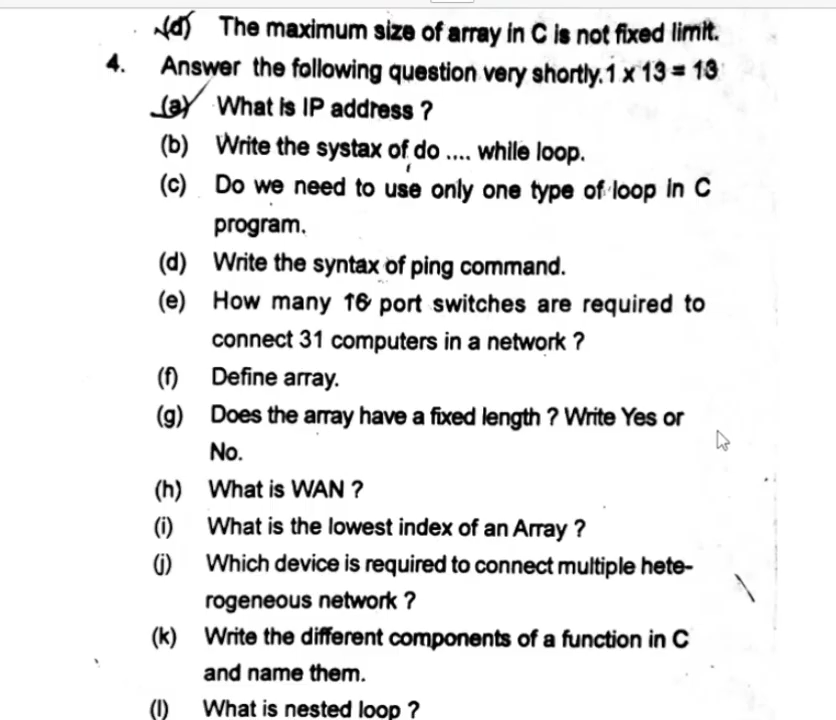 (d) The maximum size of array in C is not fixed limit.
4. Answer the following question very shortly. 1 x 13 = 13
(a) What is IP address ?
(b) Write the systax of do .... while loop.
(c) Do we need to use only one type of loop in C
program.
(d) Write the syntax of ping command.
(e) How many 16 port switches are required to
connect 31 computers in a network ?
(f) Define array.
(g) Does the array have a fixed length ? Write Yes or
No.
(h) What is WAN ?
(i) What is the lowest index of an Array ?
(j) Which device is required to connect multiple hete-
rogeneous network ?
(k) Write the different components of a function in C
and name them.
(l) What is nested loop ?